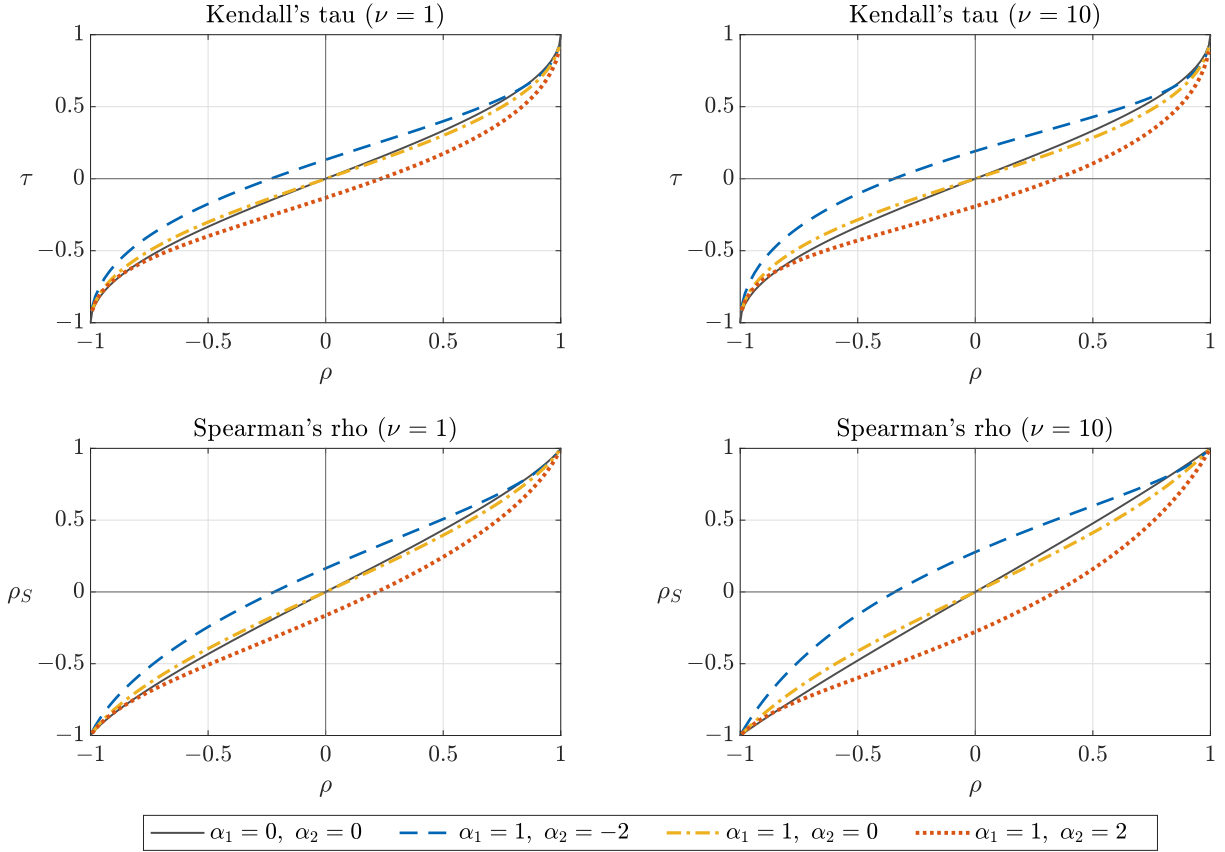 Kendall's tau (ν = 1)
1
0.5
τ
0
−0.5
−1
−1
−0.5
0
0.5
1
ρ
Kendall's tau (ν = 10)
1
0.5
τ
0
−0.5
−1
−1
−0.5
0
0.5
1
ρ
Spearman's rho (ν = 1)
1
0.5
ρ_S
0
−0.5
−1
−1
−0.5
0
0.5
1
ρ
Spearman's rho (ν = 10)
1
0.5
ρ_S
0
−0.5
−1
−1
−0.5
0
0.5
1
ρ
α₁ = 0, α₂ = 0
α₁ = 1, α₂ = −2
α₁ = 1, α₂ = 0
α₁ = 1, α₂ = 2